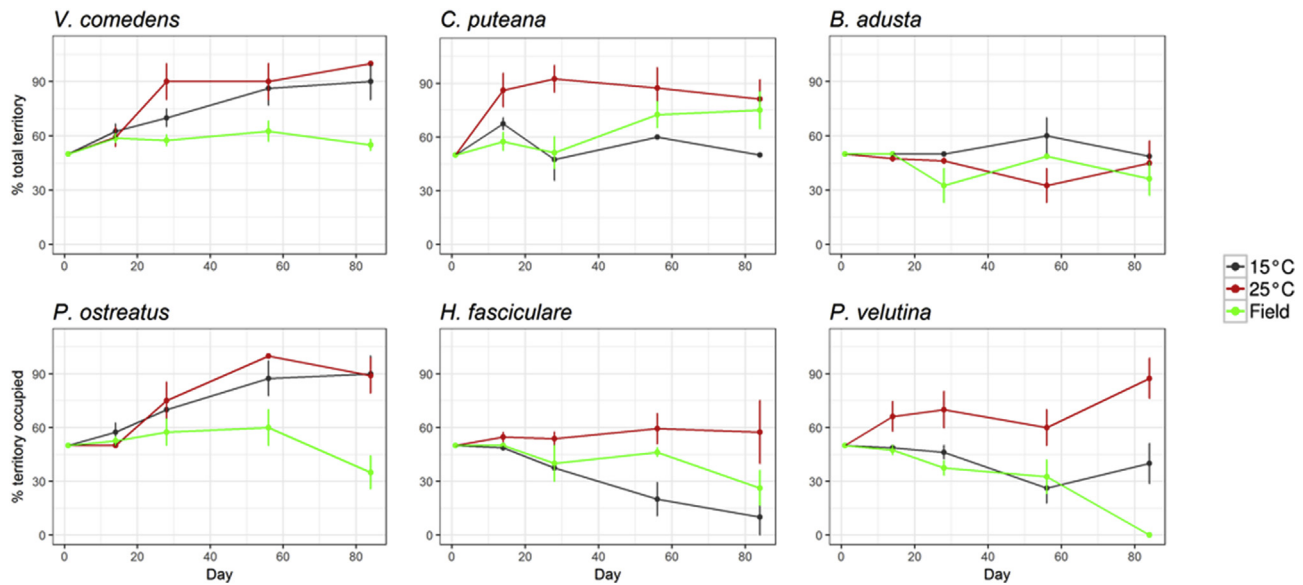 V. comedens C. puteana B. adusta
% total territory
90 90 90
60 60 60
30 30 30
0 0 0
0 20 40 60 80 0 20 40 60 80 0 20 40 60 80
15°C
25°C
Field
P. ostreatus H. fasciculare P. velutina
% territory occupied
90 90 90
60 60 60
30 30 30
0 0 0
0 20 40 60 80 0 20 40 60 80 0 20 40 60 80
Day Day Day